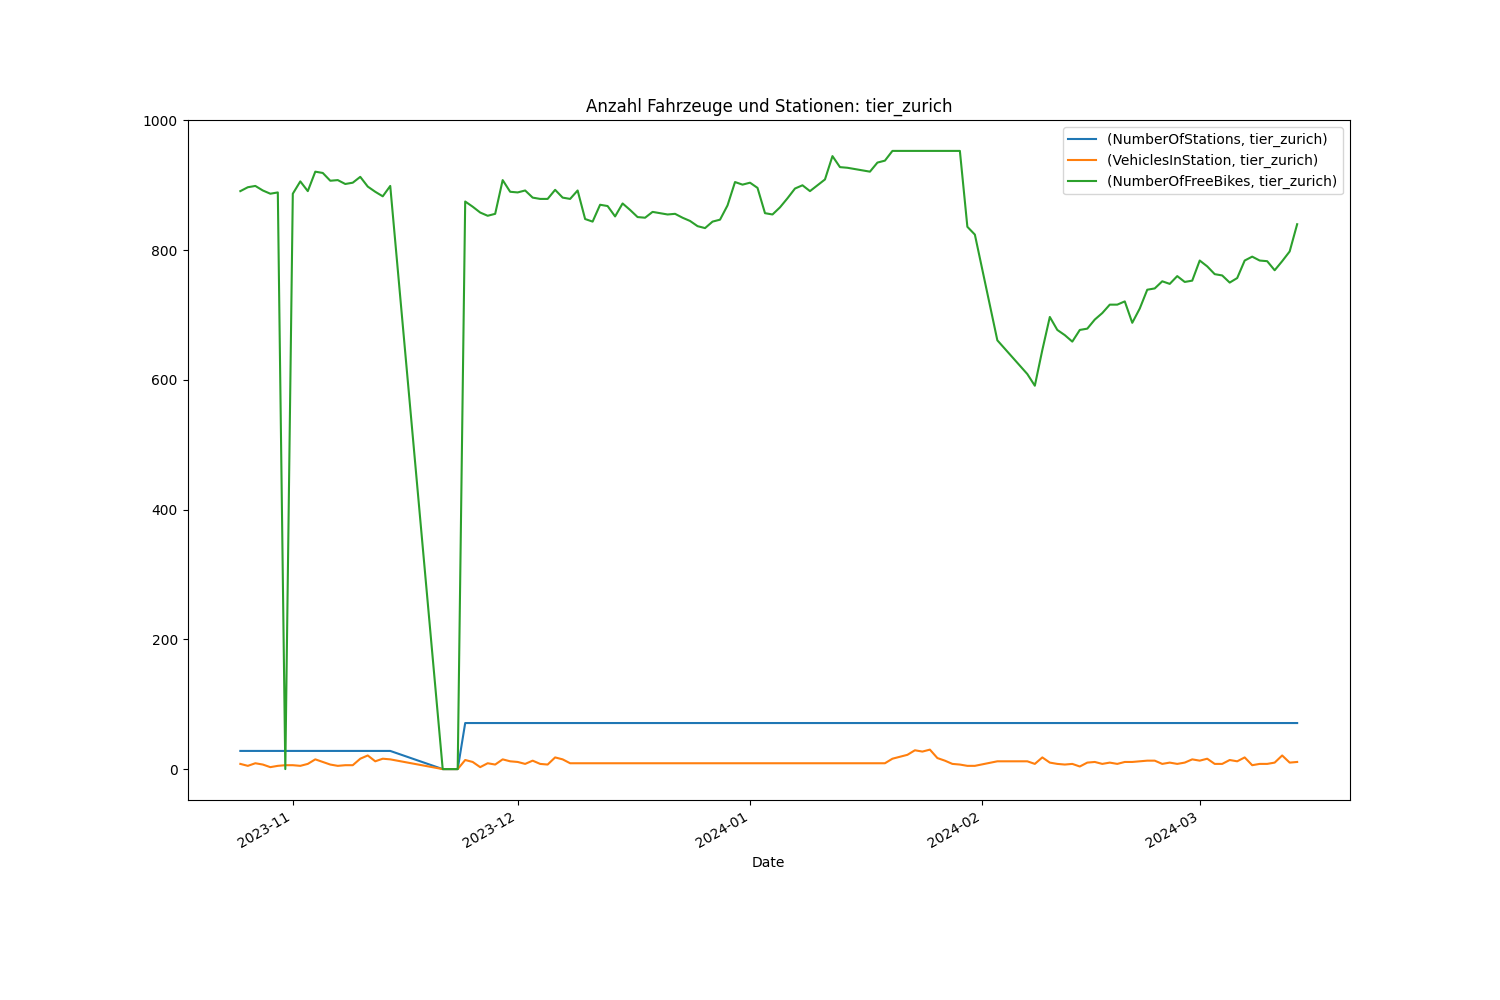 Anzahl Fahrzeuge und Stationen: tier_zurich
1000
800
600
400
200
0
(NumberOfStations, tier_zurich)
(VehiclesInStation, tier_zurich)
(NumberOfFreeBikes, tier_zurich)
2023-11
2023-12
2024-01
2024-02
2024-03
Date